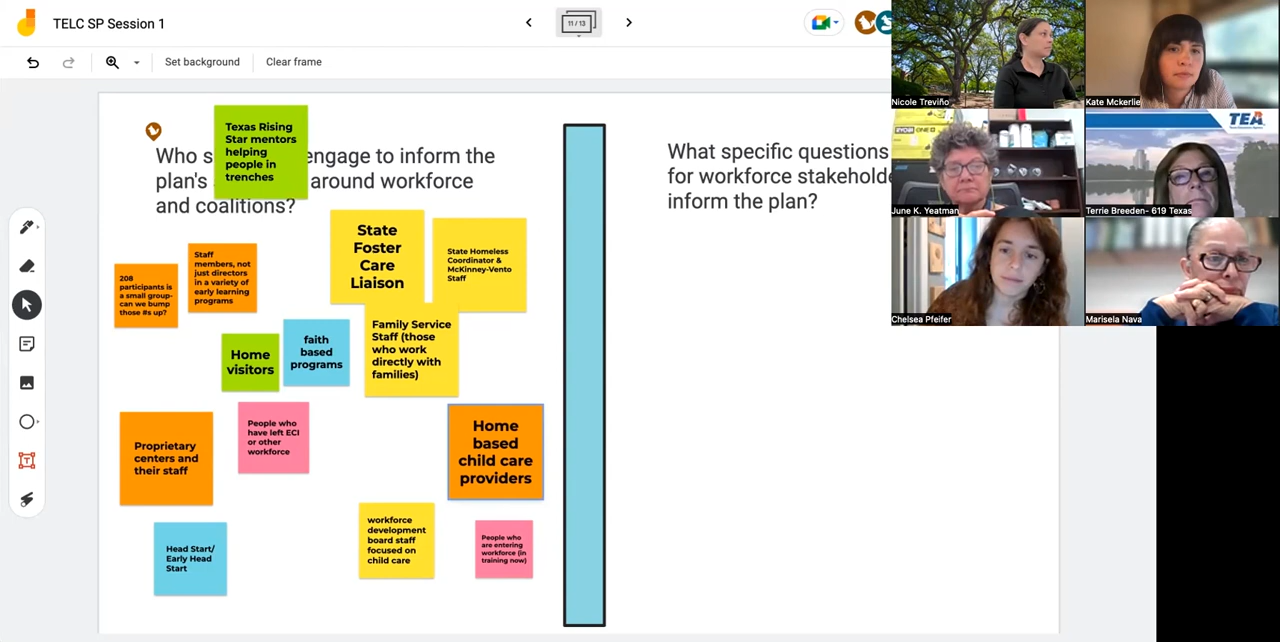 TELC SP Session 1
11 / 13
Set background
Clear frame
Who s
engage to inform the
plan's
around workforce
and coalitions?
Texas Rising
Star mentors
helping
people in
trenches
208
participants is
a small group-
can we bump
those #s up?
Staff
members, not
just directors
in a variety of
early learning
programs
State
Foster
Care
Liaison
State Homeless
Coordinator &
McKinney-Vento
Staff
Home
visitors
faith
based
programs
Family Service
Staff (those
who work
directly with
families)
Proprietary
centers and
their staff
People who
have left ECI
or other
workforce
Home
based
child care
providers
Head Start/
Early Head
Start
workforce
development
board staff
focused on
child care
People who
are entering
workforce (in
training now)
What specific questions
for workforce stakeholde
inform the plan?
Nicole Treviño
Kate Mckerlie
RYOBI ONE+
TEA
June K. Yeatman
Terrie Breeden- 619 Texas
Chelsea Pfeifer
Marisela Nava